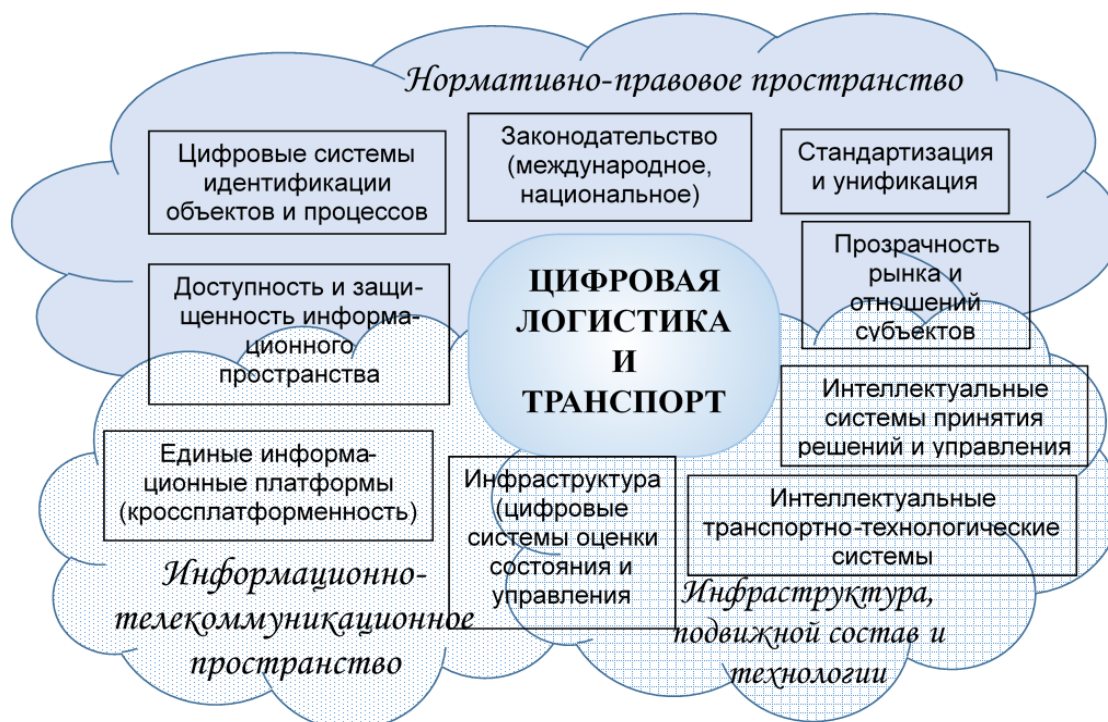 Нормативно-правовое пространство
Цифровые системы
идентификации
объектов и процессов
Законодательство
(международное,
национальное)
Стандартизация
и унификация
Доступность и защи-
щенность информа-
ционного
пространства
ЦИФРОВАЯ
ЛОГИСТИКА
И
ТРАНСПОРТ
Прозрачность
рынка и
отношений
субъектов
Интеллектуальные
системы принятия
решений и управления
Единые информа-
ционные платформы
(кроссплатформенность)
Инфраструктура
(цифровые
системы оценки
состояния и
управления
Интеллектуальные
транспортно-технологические
системы
Информационно-
телекоммуникационное
пространство
Инфраструктура,
подвижной состав и
технологии